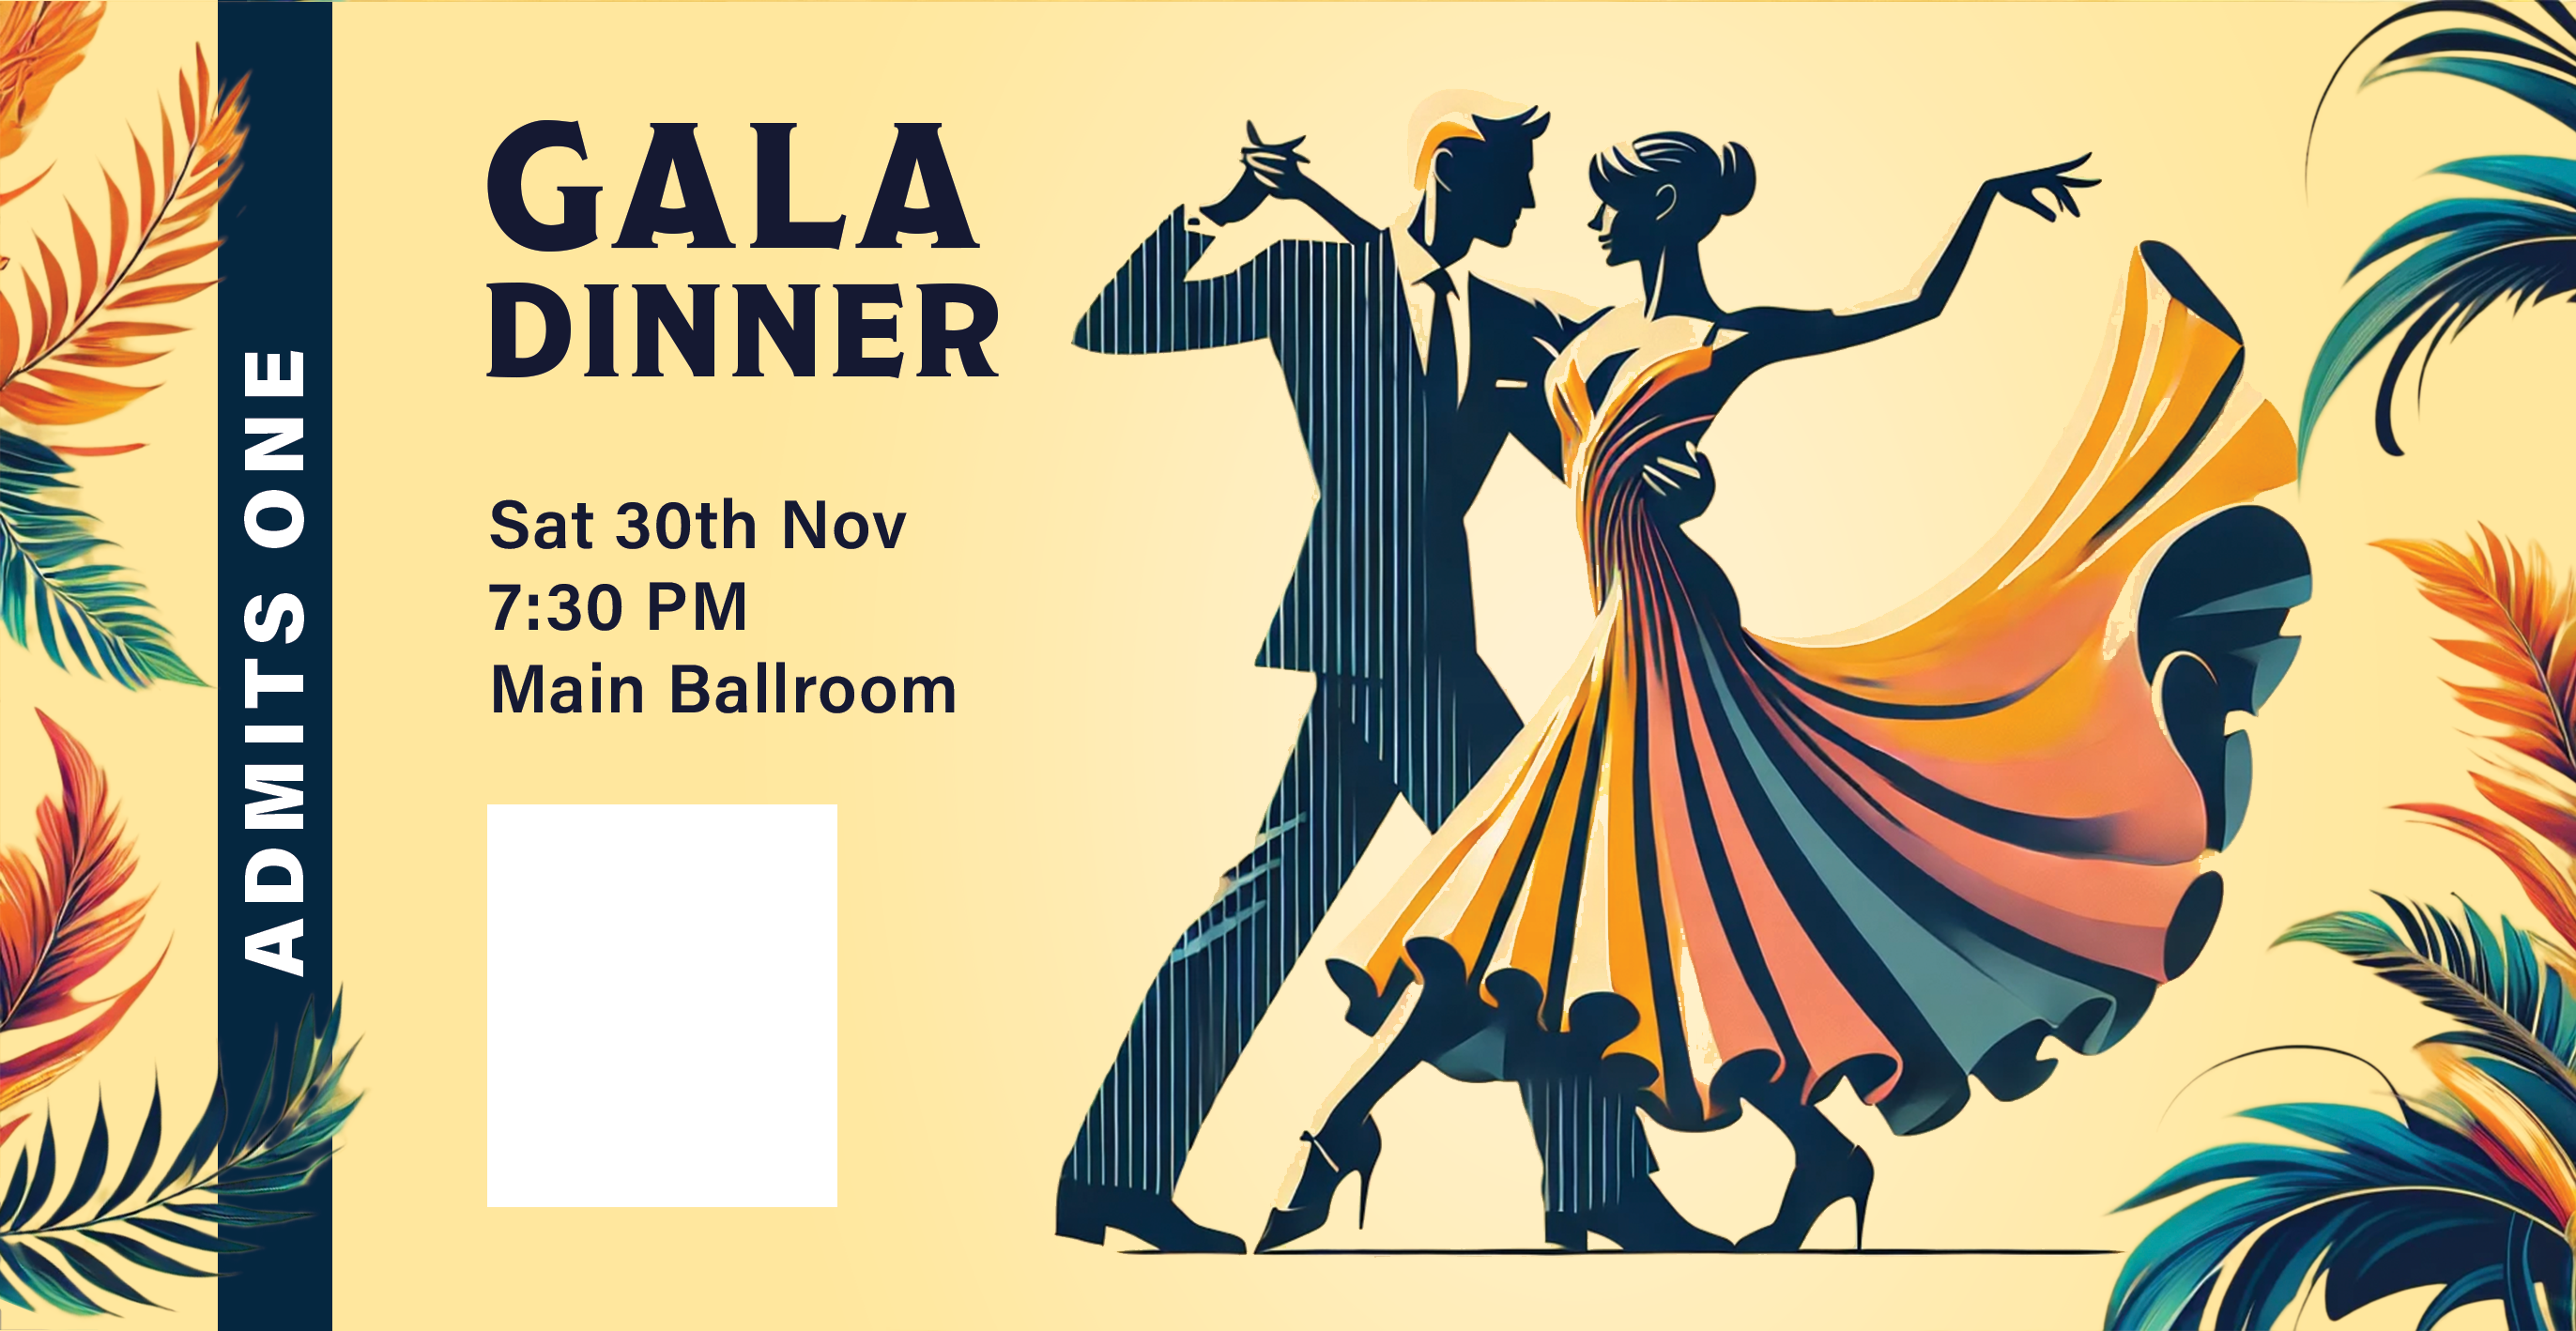 ADMITS ONE
GALA
DINNER
Sat 30th Nov
7:30 PM
Main Ballroom